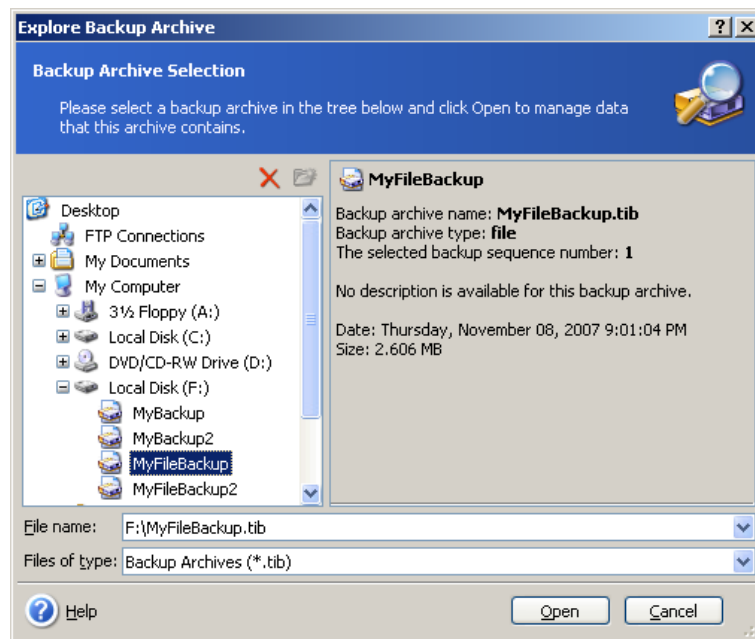 Explore Backup Archive
Backup Archive Selection
Please select a backup archive in the tree below and click Open to manage data
that this archive contains.
Desktop
FTP Connections
My Documents
My Computer
3½ Floppy (A:)
Local Disk (C:)
DVD/CD-RW Drive (D:)
Local Disk (F:)
MyBackup
MyBackup2
MyFileBackup
MyFileBackup2
MyFileBackup
Backup archive name: MyFileBackup.tib
Backup archive type: file
The selected backup sequence number: 1
No description is available for this backup archive.
Date: Thursday, November 08, 2007 9:01:04 PM
Size: 2.606 MB
File name: F:\MyFileBackup.tib
Files of type: Backup Archives (*.tib)
Help
Open
Cancel